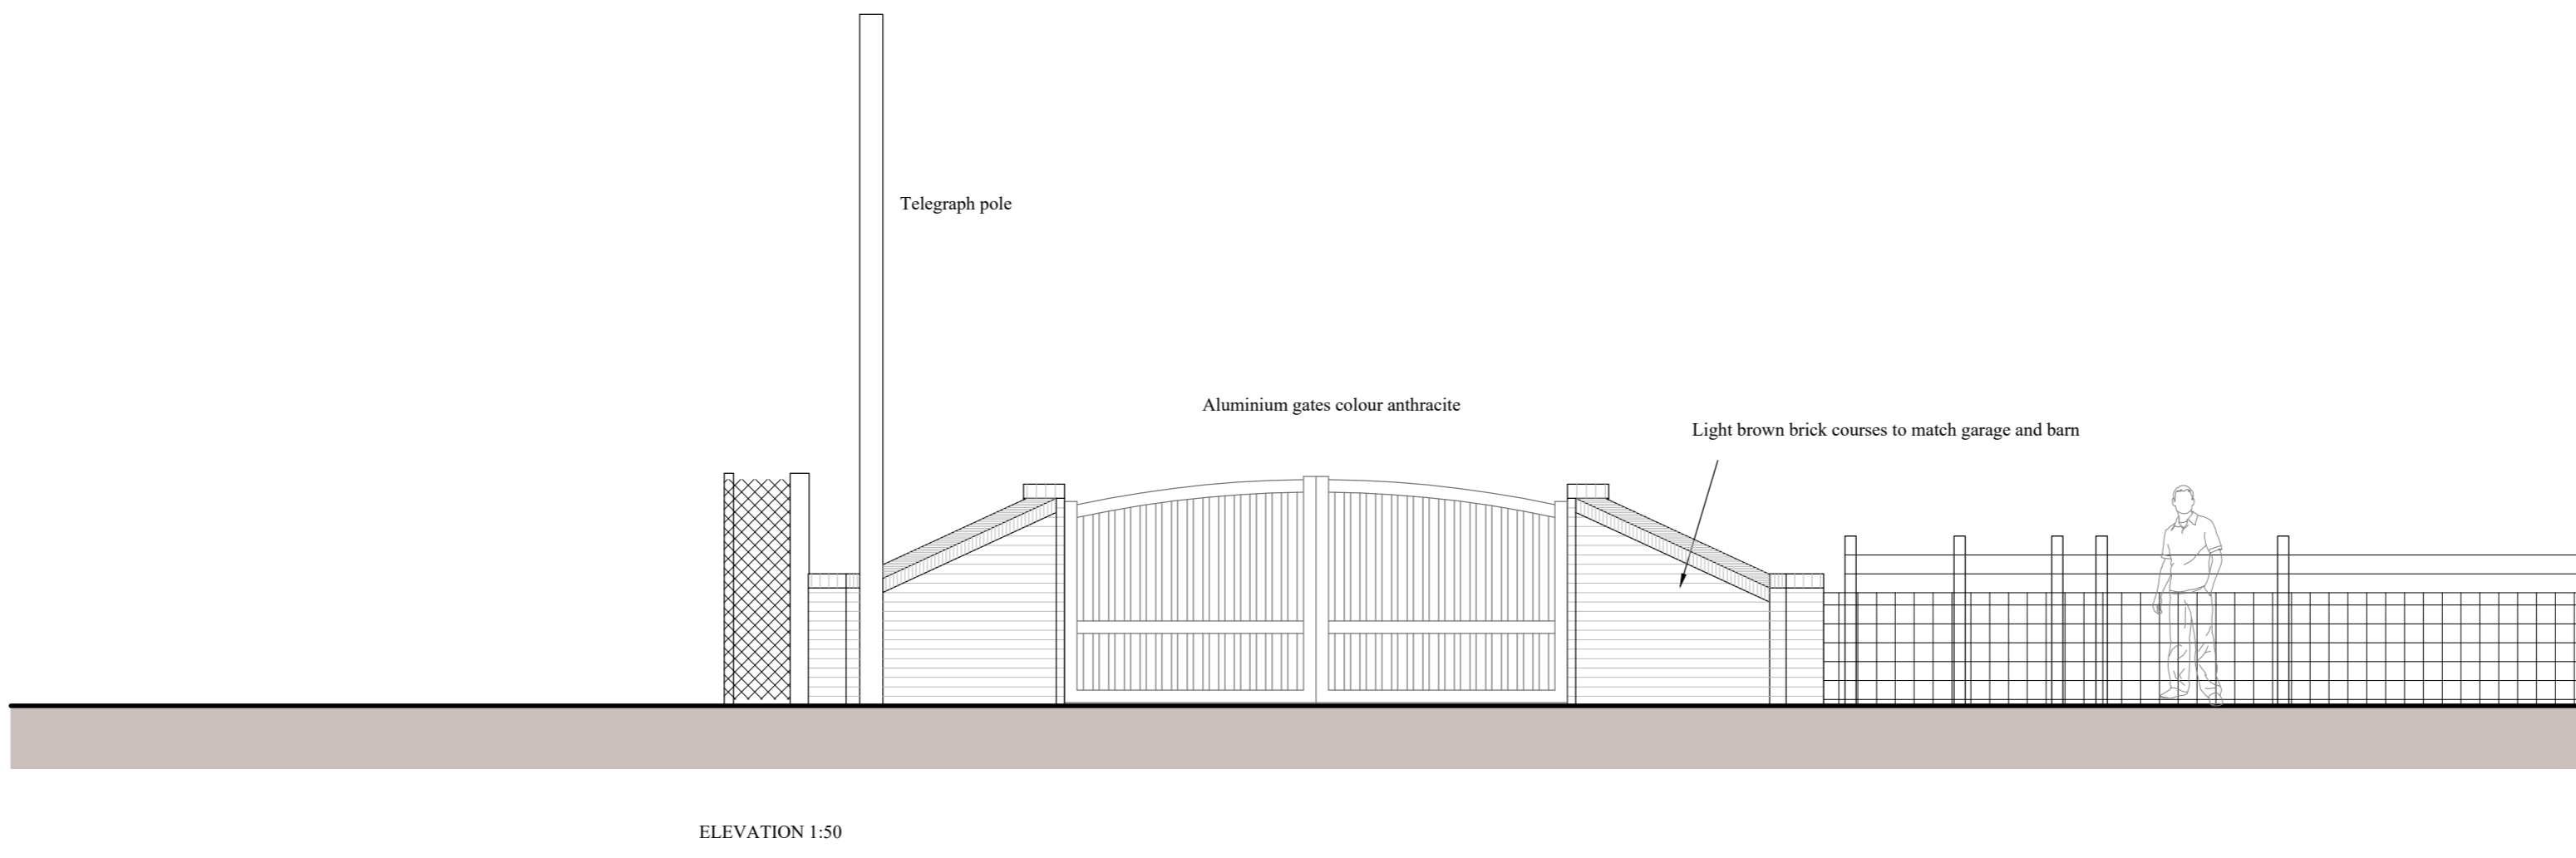 Telegraph pole
Aluminium gates colour anthracite
Light brown brick courses to match garage and barn
ELEVATION 1:50